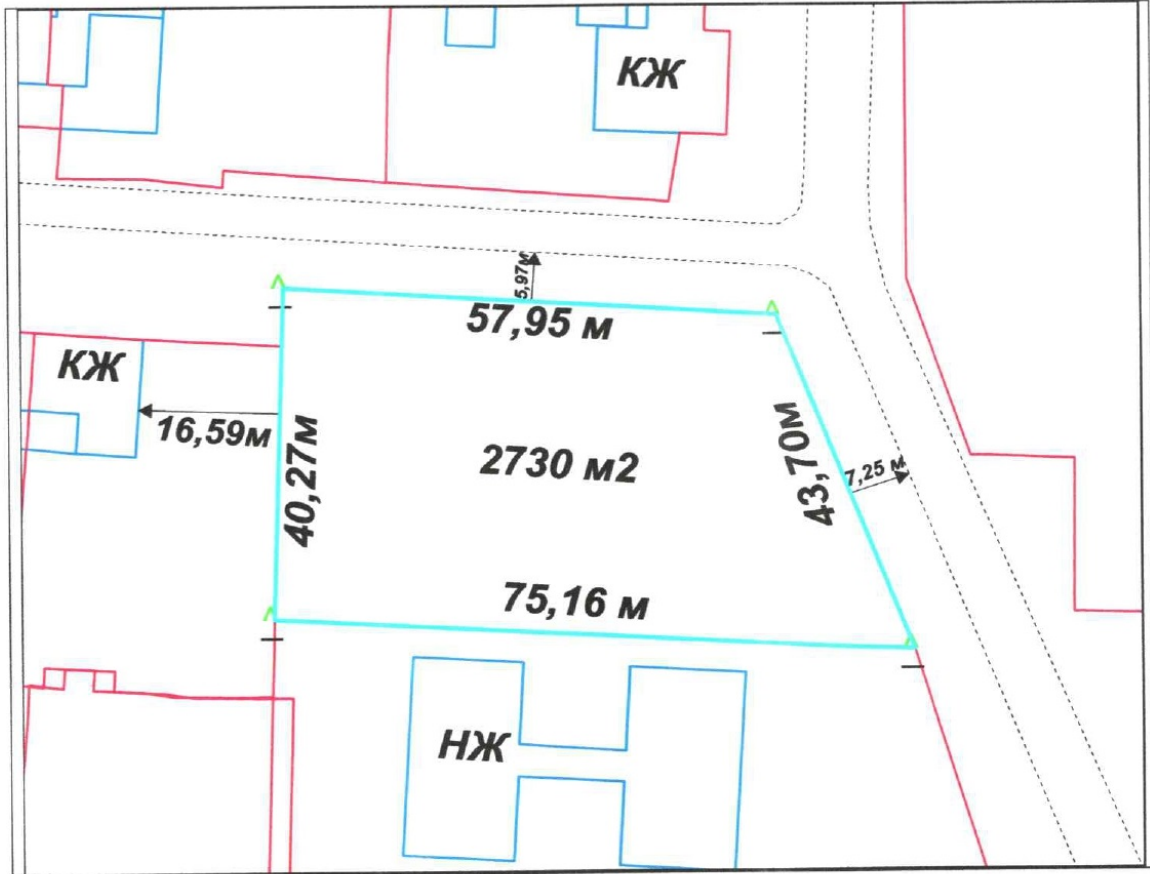 КЖ
5,97м
57,95 м
КЖ
16,59м
40,27м
2730 м2
43,70м
7,25 м
75,16 м
НЖ